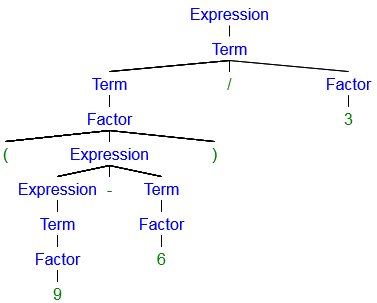 Expression
Term
Term / Factor
Factor 3
( Expression )
Expression - Term
Term Factor
Factor 6
9